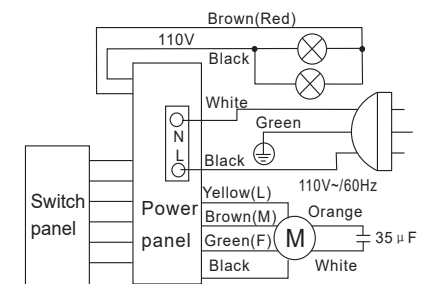 Brown(Red)
110V
Black
White
N
Green
L
Black
110V~/60Hz
Switch
panel
Power
panel
Yellow(L)
Brown(M)
Green(F)
Black
M
Orange
35μF
White